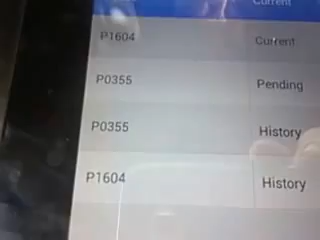 Current
P1604 Current
P0355 Pending
P0355 History
P1604 History